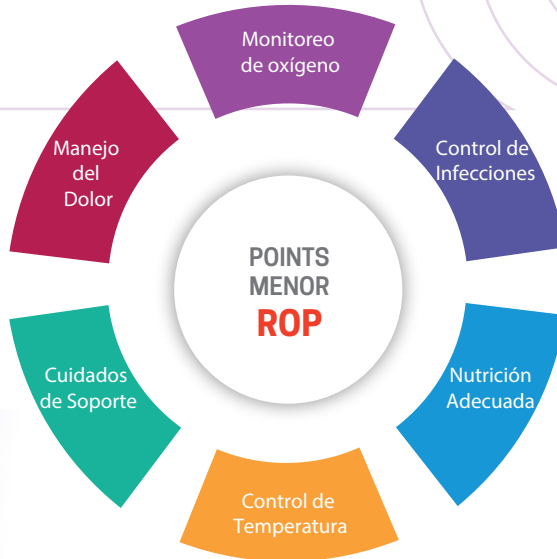 Monitoreo
de oxígeno
Control de
Infecciones
Nutrición
Adecuada
Control de
Temperatura
Cuidados
de Soporte
Manejo
del
Dolor
POINTS
MENOR
ROP